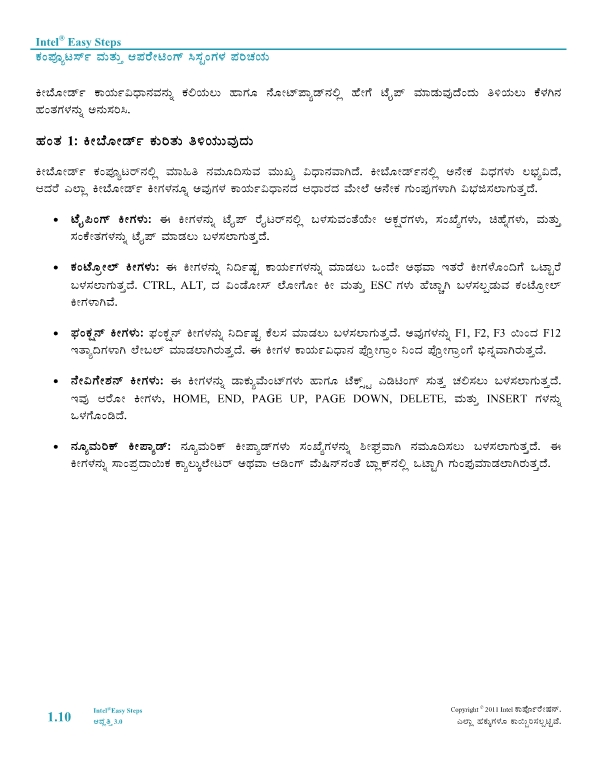 Intel® Easy Steps
ಕಂಪ್ಯೂಟರ್ಸ್ ಮತ್ತು ಆಪರೇಟಿಂಗ್ ಸಿಸ್ಟಂಗಳ ಪರಿಚಯ
ಕೀಬೋರ್ಡ್ ಕಾರ್ಯವಿಧಾನವನ್ನು ಕಲಿಯಲು ಹಾಗೂ ನೋಟ್‌ಪ್ಯಾಡ್‌ನಲ್ಲಿ ಹೇಗೆ ಟೈಪ್ ಮಾಡುವುದೆಂದು ತಿಳಿಯಲು ಕೆಳಗಿನ
ಹಂತಗಳನ್ನು ಅನುಸರಿಸಿ.
ಹಂತ 1: ಕೀಬೋರ್ಡ್ ಕುರಿತು ತಿಳಿಯುವುದು
ಕೀಬೋರ್ಡ್ ಕಂಪ್ಯೂಟರ್‌ನಲ್ಲಿ ಮಾಹಿತಿ ನಮೂದಿಸುವ ಮುಖ್ಯ ವಿಧಾನವಾಗಿದೆ. ಕೀಬೋರ್ಡ್‌ನಲ್ಲಿ ಅನೇಕ ವಿಧಗಳು ಲಭ್ಯವಿದೆ,
ಆದರೆ ಎಲ್ಲಾ ಕೀಬೋರ್ಡ್ ಕೀಗಳನ್ನೂ ಅವುಗಳ ಕಾರ್ಯವಿಧಾನದ ಆಧಾರದ ಮೇಲೆ ಅನೇಕ ಗುಂಪುಗಳಾಗಿ ವಿಭಜಿಸಲಾಗುತ್ತದೆ.
• ಟೈಪಿಂಗ್ ಕೀಗಳು: ಈ ಕೀಗಳನ್ನು ಟೈಪ್ ರೈಟರ್‌ನಲ್ಲಿ ಬಳಸುವಂತೆಯೇ ಅಕ್ಷರಗಳು, ಸಂಖ್ಯೆಗಳು, ಚಿಹ್ನೆಗಳು, ಮತ್ತು
ಸಂಕೇತಗಳನ್ನು ಟೈಪ್ ಮಾಡಲು ಬಳಸಲಾಗುತ್ತದೆ.
• ಕಂಟ್ರೋಲ್ ಕೀಗಳು: ಈ ಕೀಗಳನ್ನು ನಿರ್ದಿಷ್ಟ ಕಾರ್ಯಗಳನ್ನು ಮಾಡಲು ಒಂದೇ ಅಥವಾ ಇತರೆ ಕೀಗಳೊಂದಿಗೆ ಒಟ್ಟಾರೆ
ಬಳಸಲಾಗುತ್ತದೆ. CTRL, ALT, ದ ವಿಂಡೋಸ್ ಲೋಗೋ ಕೀ ಮತ್ತು ESC ಗಳು ಹೆಚ್ಚಾಗಿ ಬಳಸಲ್ಪಡುವ ಕಂಟ್ರೋಲ್
ಕೀಗಳಾಗಿವೆ.
• ಫಂಕ್ಷನ್ ಕೀಗಳು: ಫಂಕ್ಷನ್ ಕೀಗಳನ್ನು ನಿರ್ದಿಷ್ಟ ಕೆಲಸ ಮಾಡಲು ಬಳಸಲಾಗುತ್ತದೆ. ಅವುಗಳನ್ನು F1, F2, F3 ಯಿಂದ F12
ಇತ್ಯಾದಿಗಳಾಗಿ ಲೇಬಲ್ ಮಾಡಲಾಗಿರುತ್ತದೆ. ಈ ಕೀಗಳ ಕಾರ್ಯವಿಧಾನ ಪ್ರೋಗ್ರಾಂ ನಿಂದ ಪ್ರೋಗ್ರಾಂಗೆ ಭಿನ್ನವಾಗಿರುತ್ತದೆ.
• ನೇವಿಗೇಶನ್ ಕೀಗಳು: ಈ ಕೀಗಳನ್ನು ಡಾಕ್ಯುಮೆಂಟ್‌ಗಳು ಹಾಗೂ ಟೆಕ್ಸ್ಟ್ ಎಡಿಟಿಂಗ್ ಸುತ್ತ ಚಲಿಸಲು ಬಳಸಲಾಗುತ್ತದೆ.
ಇವು ಆರೋ ಕೀಗಳು, HOME, END, PAGE UP, PAGE DOWN, DELETE, ಮತ್ತು INSERT ಗಳನ್ನು
ಒಳಗೊಂಡಿದೆ.
• ನ್ಯೂಮರಿಕ್ ಕೀಪ್ಯಾಡ್: ನ್ಯೂಮರಿಕ್ ಕೀಪ್ಯಾಡ್‌ಗಳು ಸಂಖ್ಯೆಗಳನ್ನು ಶೀಘ್ರವಾಗಿ ನಮೂದಿಸಲು ಬಳಸಲಾಗುತ್ತದೆ. ಈ
ಕೀಗಳನ್ನು ಸಾಂಪ್ರದಾಯಿಕ ಕ್ಯಾಲ್ಕುಲೇಟರ್ ಅಥವಾ ಆಡಿಂಗ್ ಮೆಷಿನ್‌ನಂತೆ ಬ್ಲಾಕ್‌ನಲ್ಲಿ ಒಟ್ಟಾಗಿ ಗುಂಪುಮಾಡಲಾಗಿರುತ್ತದೆ.
1.10
Intel®Easy Steps
ಆವೃತ್ತಿ 3.0
Copyright © 2011 Intel ಕಾರ್ಪೊರೇಷನ್.
ಎಲ್ಲಾ ಹಕ್ಕುಗಳೂ ಕಾಯ್ದಿರಿಸಲ್ಪಟ್ಟಿವೆ.